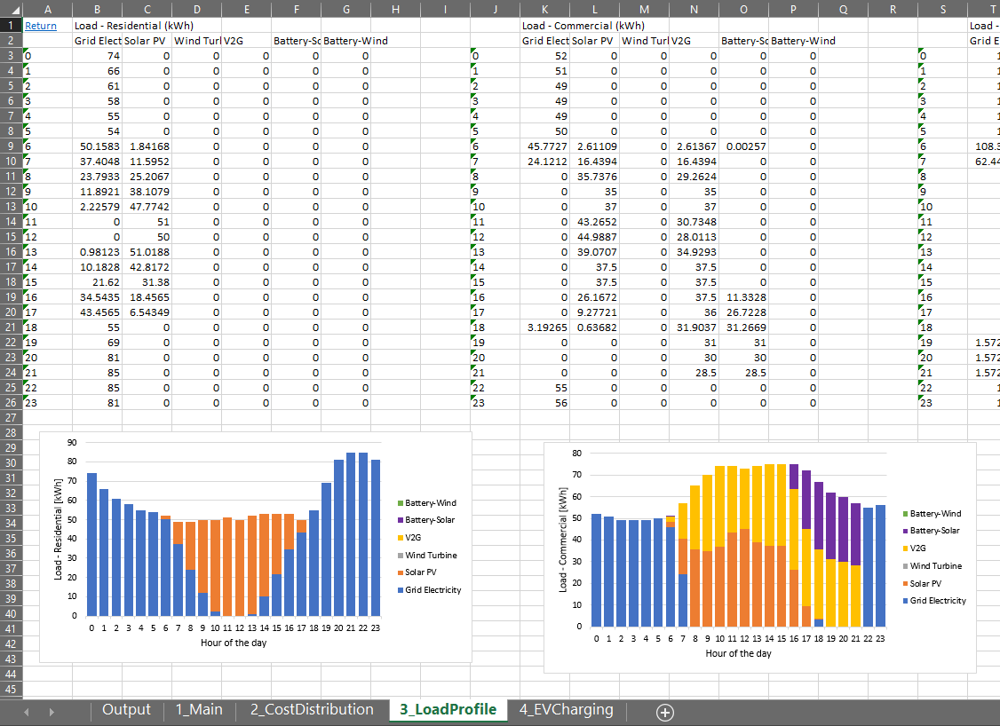 A B C D E F G H I J K L M N O P Q R S T
1 Return Load - Residential (kWh) Load - Commercial (kWh) Load -
2 Grid Elect Solar PV Wind Turl V2G Battery-Sc Battery-Wind Grid Elect Solar PV Wind Turl V2G Battery-Sc Battery-Wind Grid E
3 0 74 0 0 0 0 0 0 52 0 0 0 0 0 0 1
4 1 66 0 0 0 0 0 1 51 0 0 0 0 0 1 1
5 2 61 0 0 0 0 0 2 49 0 0 0 0 0 2 1
6 3 58 0 0 0 0 0 3 49 0 0 0 0 0 3 1
7 4 55 0 0 0 0 0 4 49 0 0 0 0 0 4 1
8 5 54 0 0 0 0 0 5 50 0 0 0 0 0 5 1
9 6 50.1583 1.84168 0 0 0 0 6 45.7727 2.61109 0 2.61367 0.00257 0 6 108.3
10 7 37.4048 11.5952 0 0 0 0 7 24.1212 16.4394 0 16.4394 0 0 7 62.44
11 8 23.7933 25.2067 0 0 0 0 8 0 35.7376 0 29.2624 0 0 8
12 9 11.8921 38.1079 0 0 0 0 9 0 35 0 35 0 0 9
13 10 2.22579 47.7742 0 0 0 0 10 0 37 0 37 0 0 10
14 11 0 51 0 0 0 0 11 0 43.2652 0 30.7348 0 0 11
15 12 0 50 0 0 0 0 12 0 44.9887 0 28.0113 0 0 12
16 13 0.98123 51.0188 0 0 0 0 13 0 39.0707 0 34.9293 0 0 13
17 14 10.1828 42.8172 0 0 0 0 14 0 37.5 0 37.5 0 0 14
18 15 21.62 31.38 0 0 0 0 15 0 37.5 0 37.5 0 0 15
19 16 34.5435 18.4565 0 0 0 0 16 0 26.1672 0 37.5 11.3328 0 16
20 17 43.4565 6.54349 0 0 0 0 17 0 9.27721 0 36 26.7228 0 17
21 18 55 0 0 0 0 0 18 3.19265 0.63682 0 31.9037 31.2669 0 18
22 19 69 0 0 0 0 0 19 0 0 0 31 31 0 19 1.572
23 20 81 0 0 0 0 0 20 0 0 0 30 30 0 20 1.572
24 21 85 0 0 0 0 0 21 0 0 0 28.5 28.5 0 21 1.572
25 22 85 0 0 0 0 0 22 55 0 0 0 0 0 22 1
26 23 81 0 0 0 0 0 23 56 0 0 0 0 0 23 1
27
28
29
30
31
32
33
34
35
36
37
38
39
40
41
42
43
44
45
90
80
70
60
50
40
30
20
10
0
Load - Residential [kWh]
0 1 2 3 4 5 6 7 8 9 10 11 12 13 14 15 16 17 18 19 20 21 22 23
Hour of the day
Battery-Wind
Battery-Solar
V2G
Wind Turbine
Solar PV
Grid Electricity
80
70
60
50
40
30
20
10
0
Load - Commercial [kWh]
0 1 2 3 4 5 6 7 8 9 10 11 12 13 14 15 16 17 18 19 20 21 22 23
Hour of the day
Battery-Wind
Battery-Solar
V2G
Wind Turbine
Solar PV
Grid Electricity
Output 1_Main 2_CostDistribution 3_LoadProfile 4_EVCharging